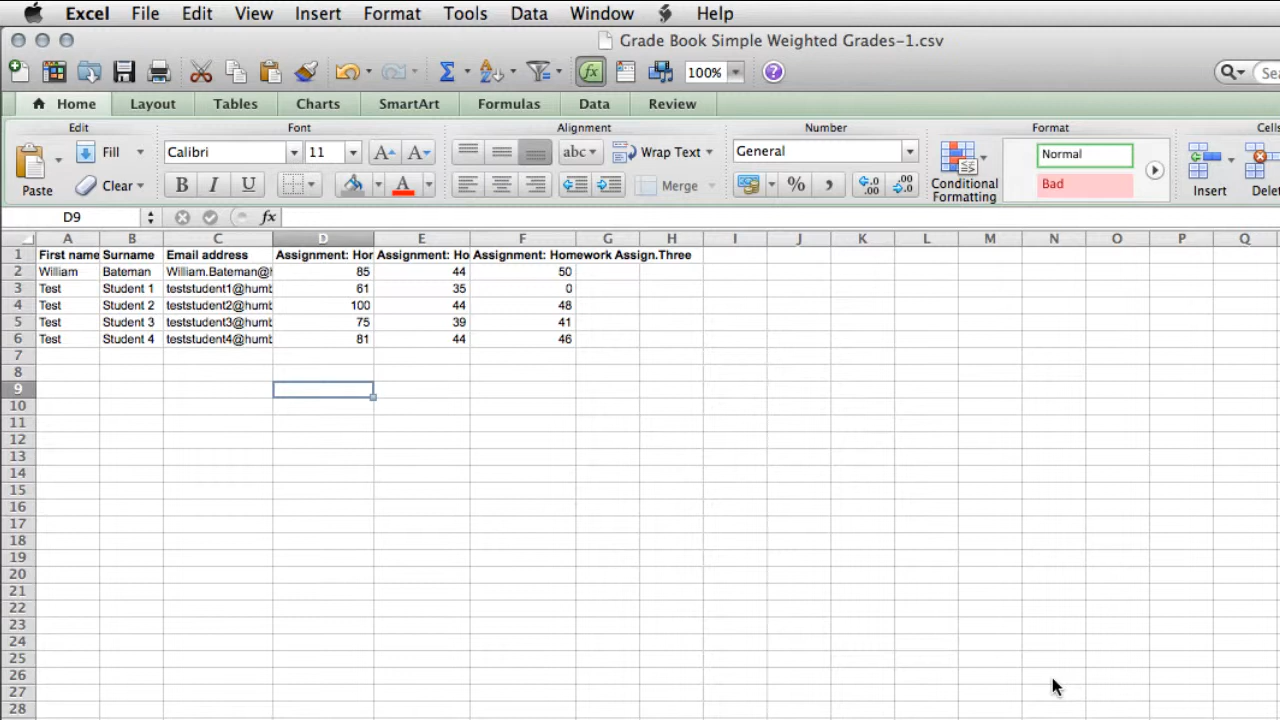 Excel File Edit View Insert Format Tools Data Window Help
Grade Book Simple Weighted Grades-1.csv
100%
Home Layout Tables Charts SmartArt Formulas Data Review
Edit Font Alignment Number Format Cells
Fill Calibri 11 abc Wrap Text General Normal
Paste Clear B I U A Merge % Conditional Formatting Bad Insert
D9 fx
A B C D E F G H I J K L M N O P Q
1 First name Surname Email address Assignment: Hor Assignment: Ho Assignment: Homework Assign.Three
2 William Bateman William.Bateman@h 85 44 50
3 Test Student 1 teststudent1@humb 61 35 0
4 Test Student 2 teststudent2@humb 100 44 48
5 Test Student 3 teststudent3@humb 75 39 41
6 Test Student 4 teststudent4@humb 81 44 46
7
8
9
10
11
12
13
14
15
16
17
18
19
20
21
22
23
24
25
26
27
28